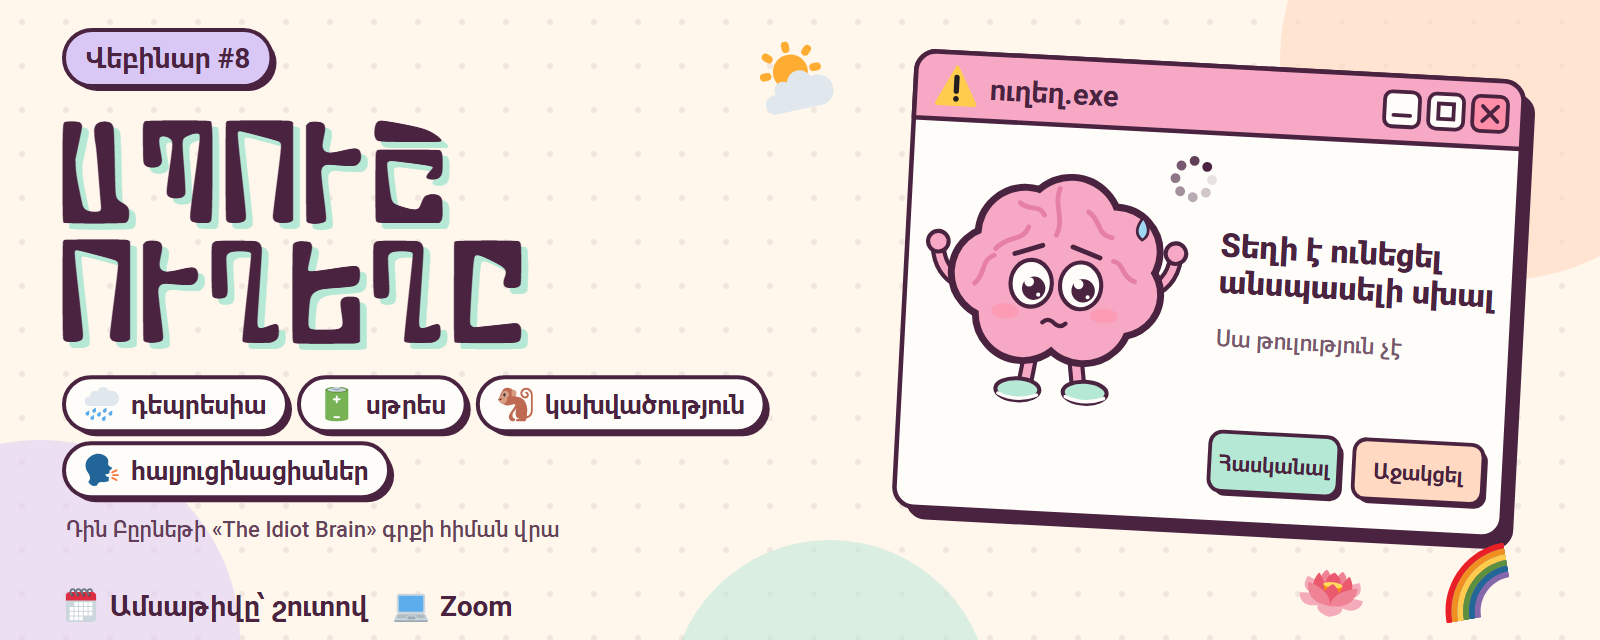 Վեբինար #8
ԱՊՈՒՇ
ՈՒՂԵՂԸ
դեպրեսիա
սթրես
կախվածություն
հալյուցինացիաներ
Դին Բըրնեթի «The Idiot Brain» գրքի հիման վրա
Ամսաթիվը՝ շուտով
Zoom
ուղեղ.exe
Տեղի է ունեցել
անսպասելի սխալ
Սա թուլություն չէ
Հասկանալ
Աջակցել